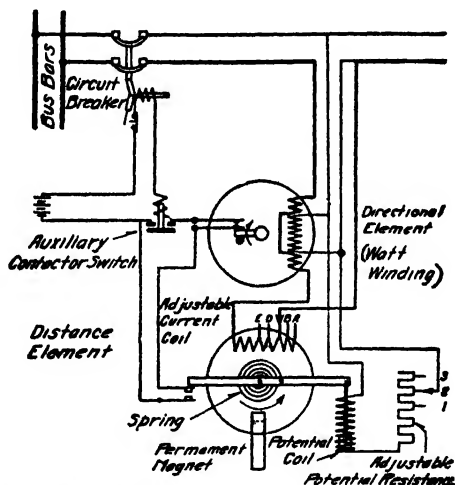 Bus Bars
Circuit
Breaker
Auxiliary
Contactor Switch
Directional
Element
(Watt
Winding)
Adjustable
Current
Coil
E D C B A
Distance
Element
Spring
Permament
Magnet
Potential
Coil
3
2
1
Adjustable
Potential Resistance